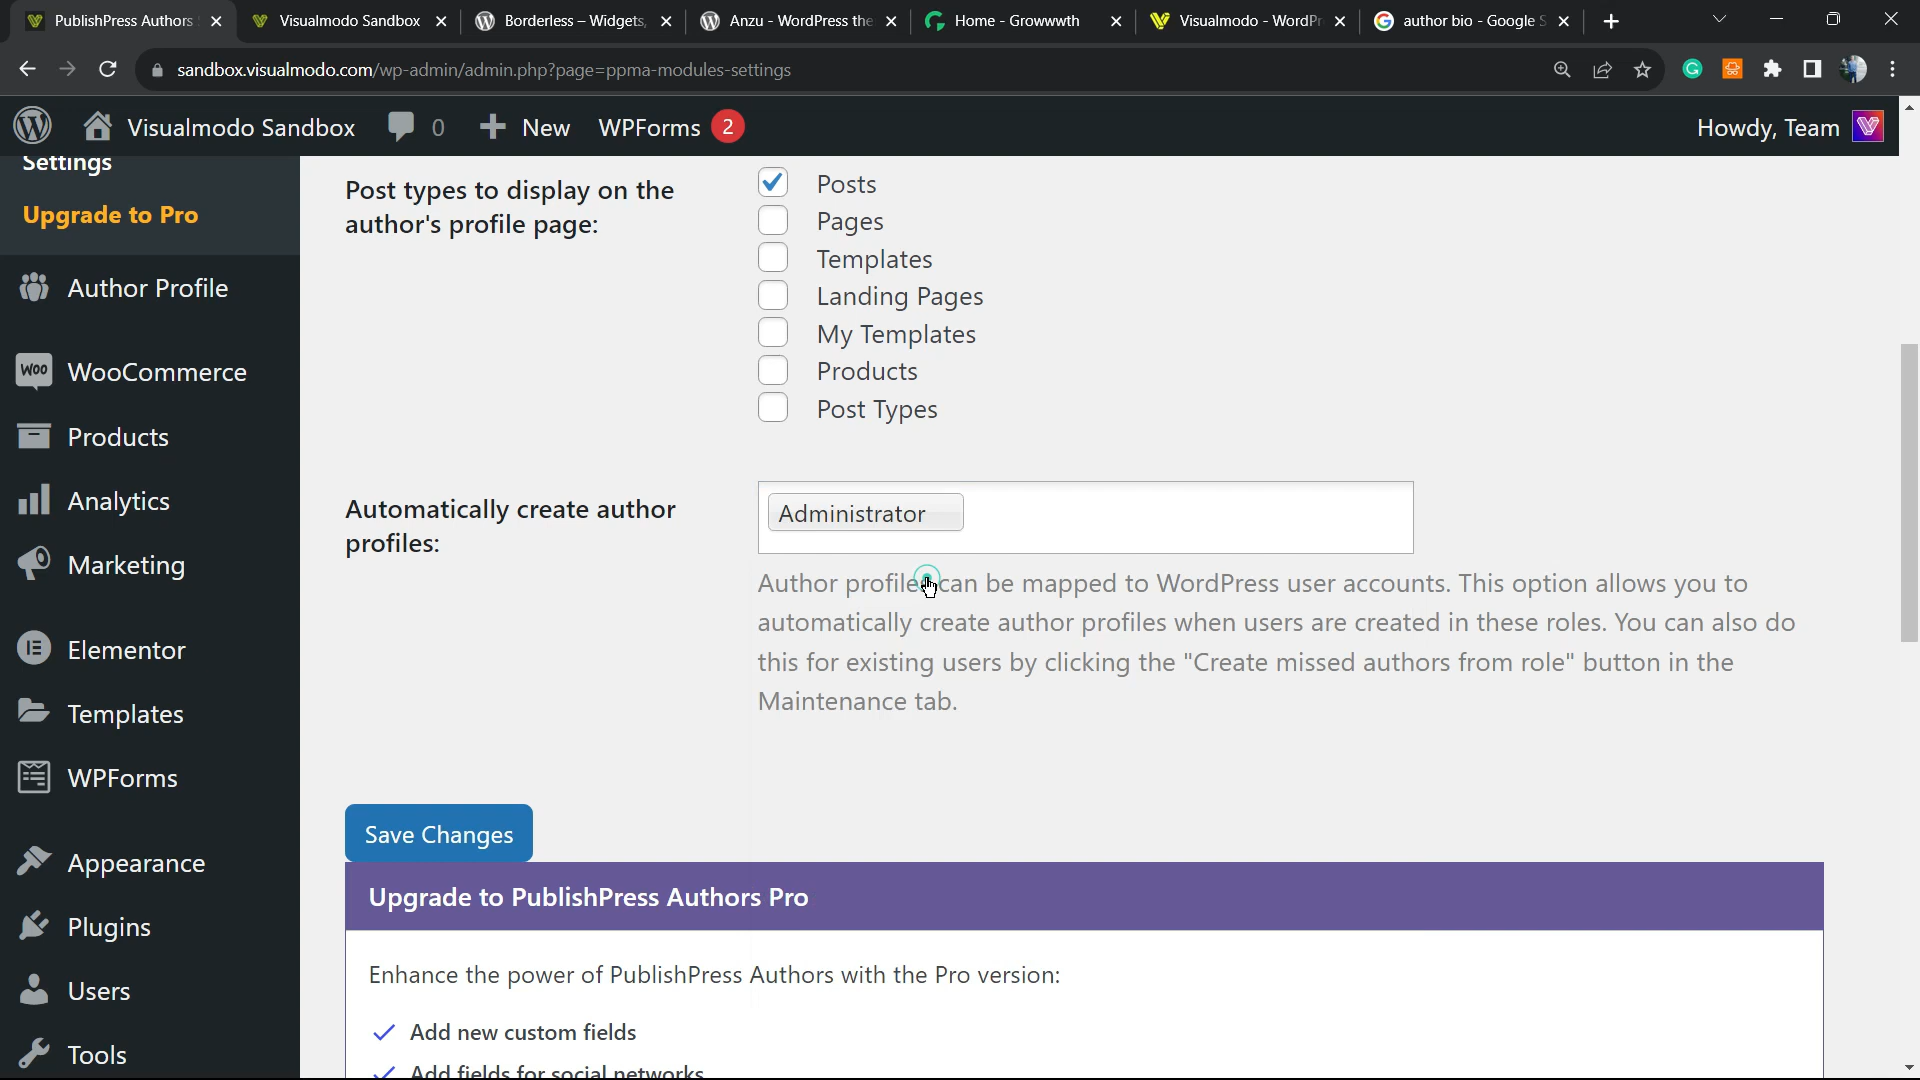 PublishPress Authors
Visualmodo Sandbox
Borderless – Widgets,
Anzu - WordPress the
Home - Growwwth
Visualmodo - WordPr
author bio - Google S
sandbox.visualmodo.com/wp-admin/admin.php?page=ppma-modules-settings
Visualmodo Sandbox
0
New
WPForms 2
Howdy, Team
Settings
Upgrade to Pro
Author Profile
WooCommerce
Products
Analytics
Marketing
Elementor
Templates
WPForms
Appearance
Plugins
Users
Tools
Post types to display on the
author's profile page:
Posts
Pages
Templates
Landing Pages
My Templates
Products
Post Types
Automatically create author
profiles:
Administrator
Author profiles can be mapped to WordPress user accounts. This option allows you to
automatically create author profiles when users are created in these roles. You can also do
this for existing users by clicking the "Create missed authors from role" button in the
Maintenance tab.
Save Changes
Upgrade to PublishPress Authors Pro
Enhance the power of PublishPress Authors with the Pro version:
Add new custom fields
Add fields for social networks